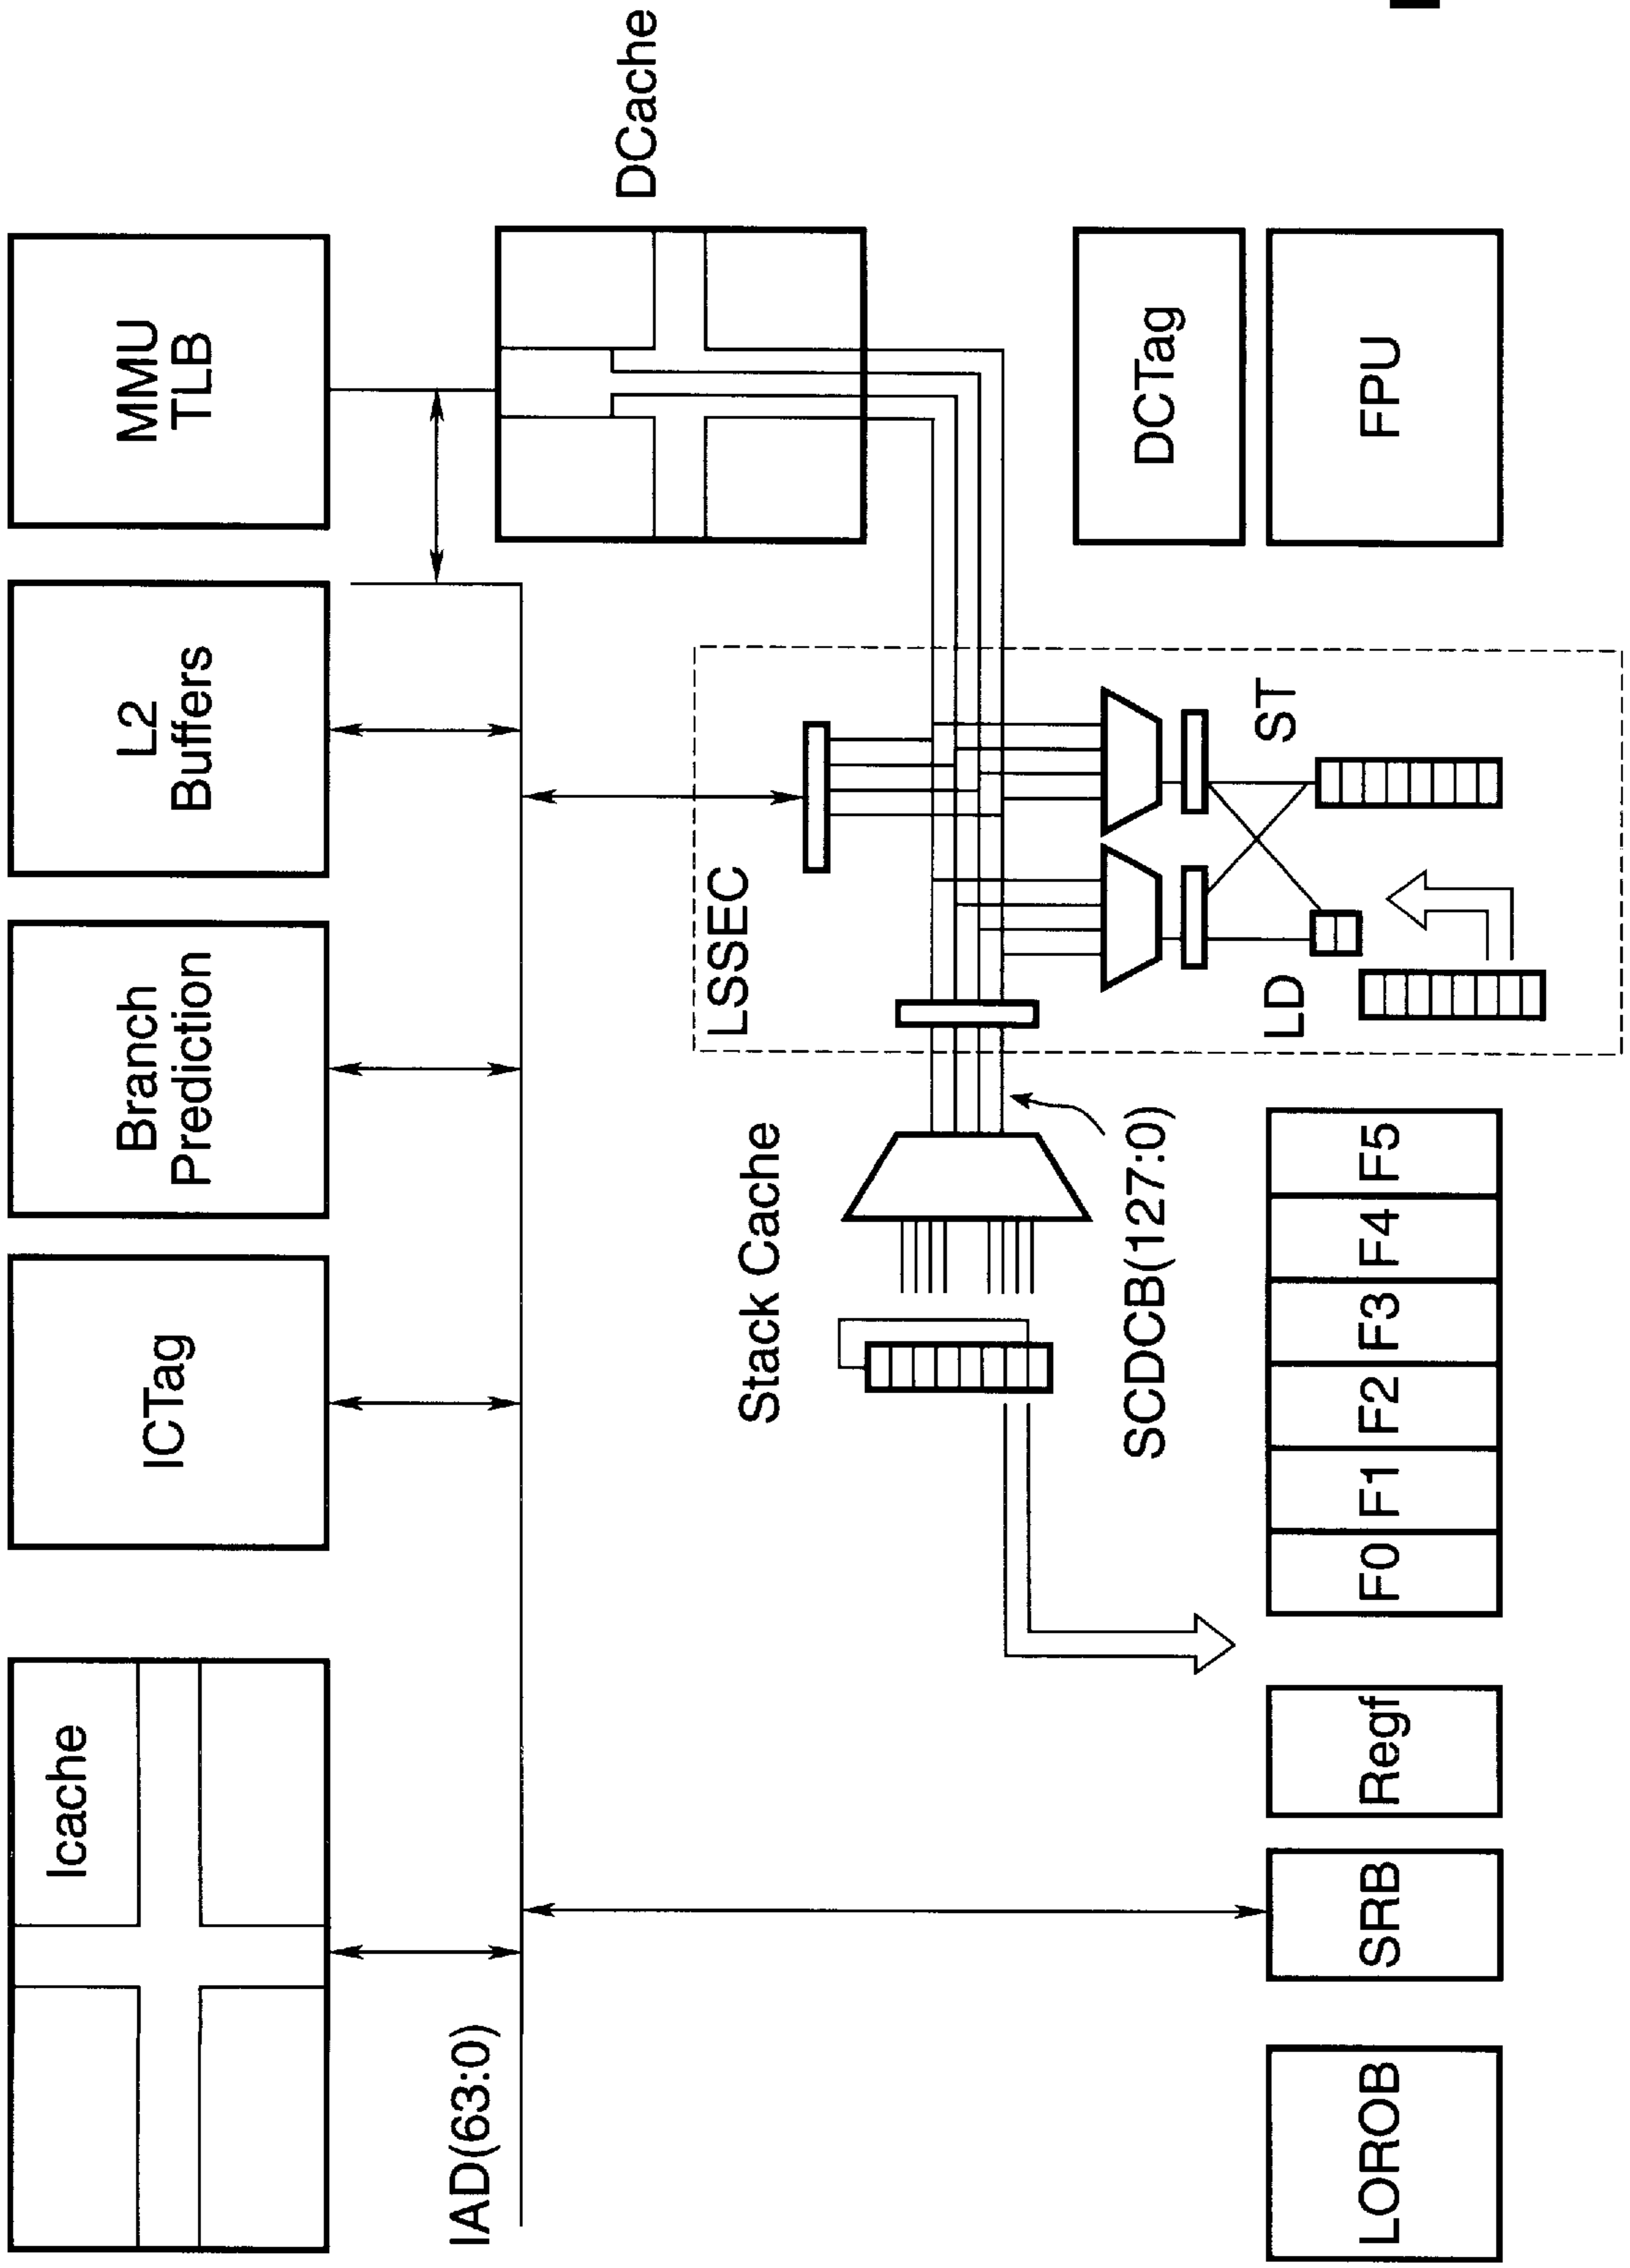 Icache
ICTag
Branch
Prediction
L2
Buffers
MMU
TLB
IAD(63:0)
DCache
LSSEC
Stack Cache
SCDCB(127:0)
LD
ST
DCTag
LOROB
SRB
Regf
F0
F1
F2
F3
F4
F5
FPU